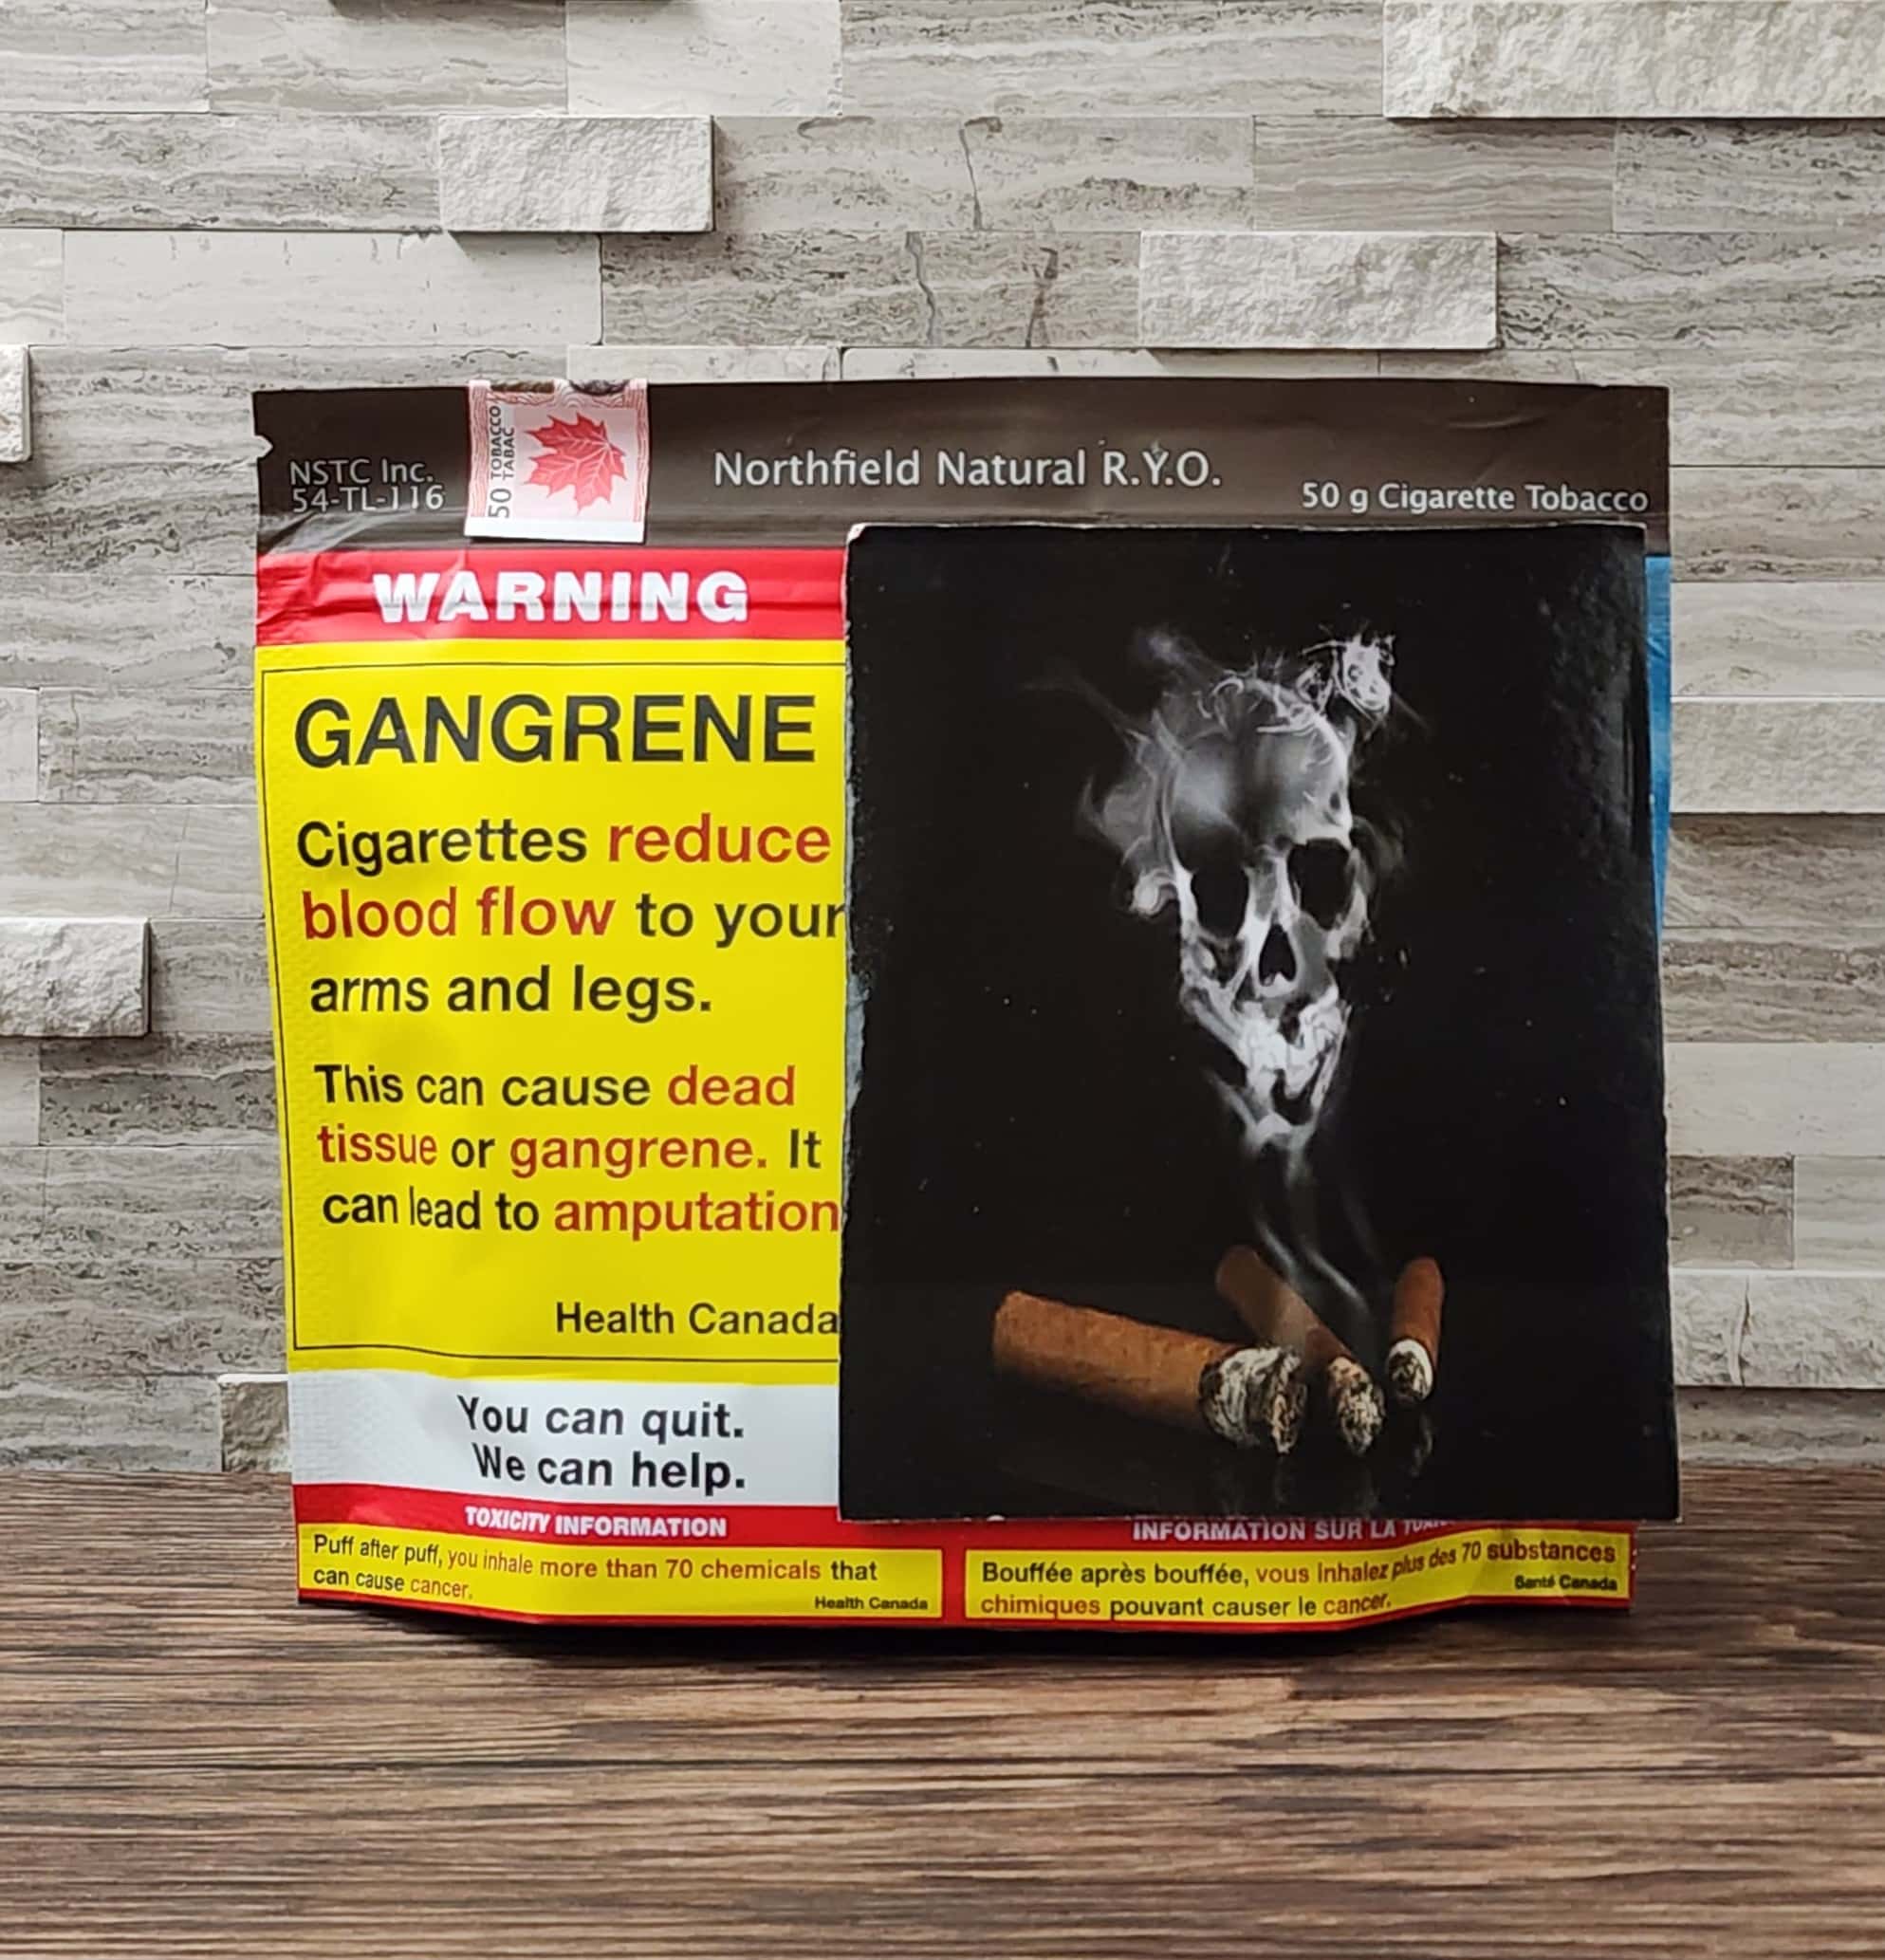 NSTC Inc.
54-TL-116
50 TOBACCO
TABAC
Northfield Natural R.Y.O.
50 g Cigarette Tobacco
WARNING
GANGRENE
Cigarettes reduce
blood flow to your
arms and legs.
This can cause dead
tissue or gangrene. It
can lead to amputation
Health Canada
You can quit.
We can help.
TOXICITY INFORMATION
Puff after puff, you inhale more than 70 chemicals that
can cause cancer.
Health Canada
INFORMATION SUR LA
Bouffée après bouffée, vous inhalez plus des 70 substances
chimiques pouvant causer le cancer.
Santé Canada